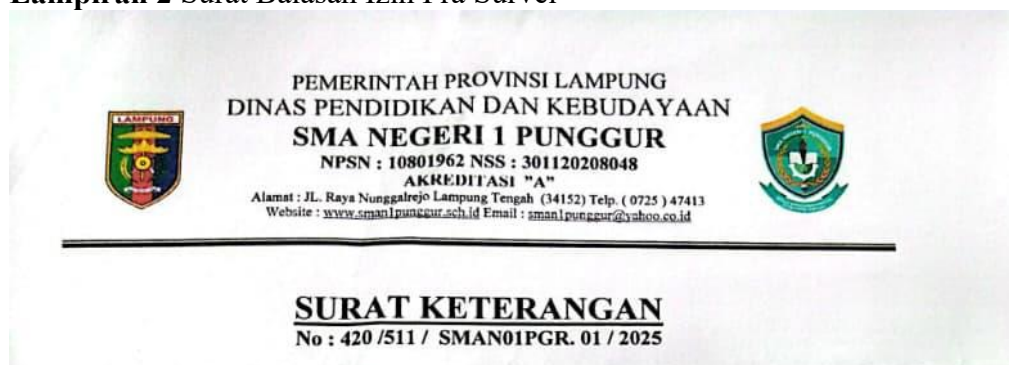 Lampiran 2 Surat Balasan Izin Pra Survei
PEMERINTAH PROVINSI LAMPUNG
DINAS PENDIDIKAN DAN KEBUDAYAAN
SMA NEGERI 1 PUNGGUR
NPSN : 10801962 NSS : 301120208048
AKREDITASI "A"
Alamat : JL. Raya Nunggalrejo Lampung Tengah (34152) Telp. ( 0725 ) 47413
Website : www.sman1punggur.sch.id Email : sman1punggur@yahoo.co.id
LAMPUNG
SURAT KETERANGAN
No : 420 /511 / SMAN01PGR. 01 / 2025